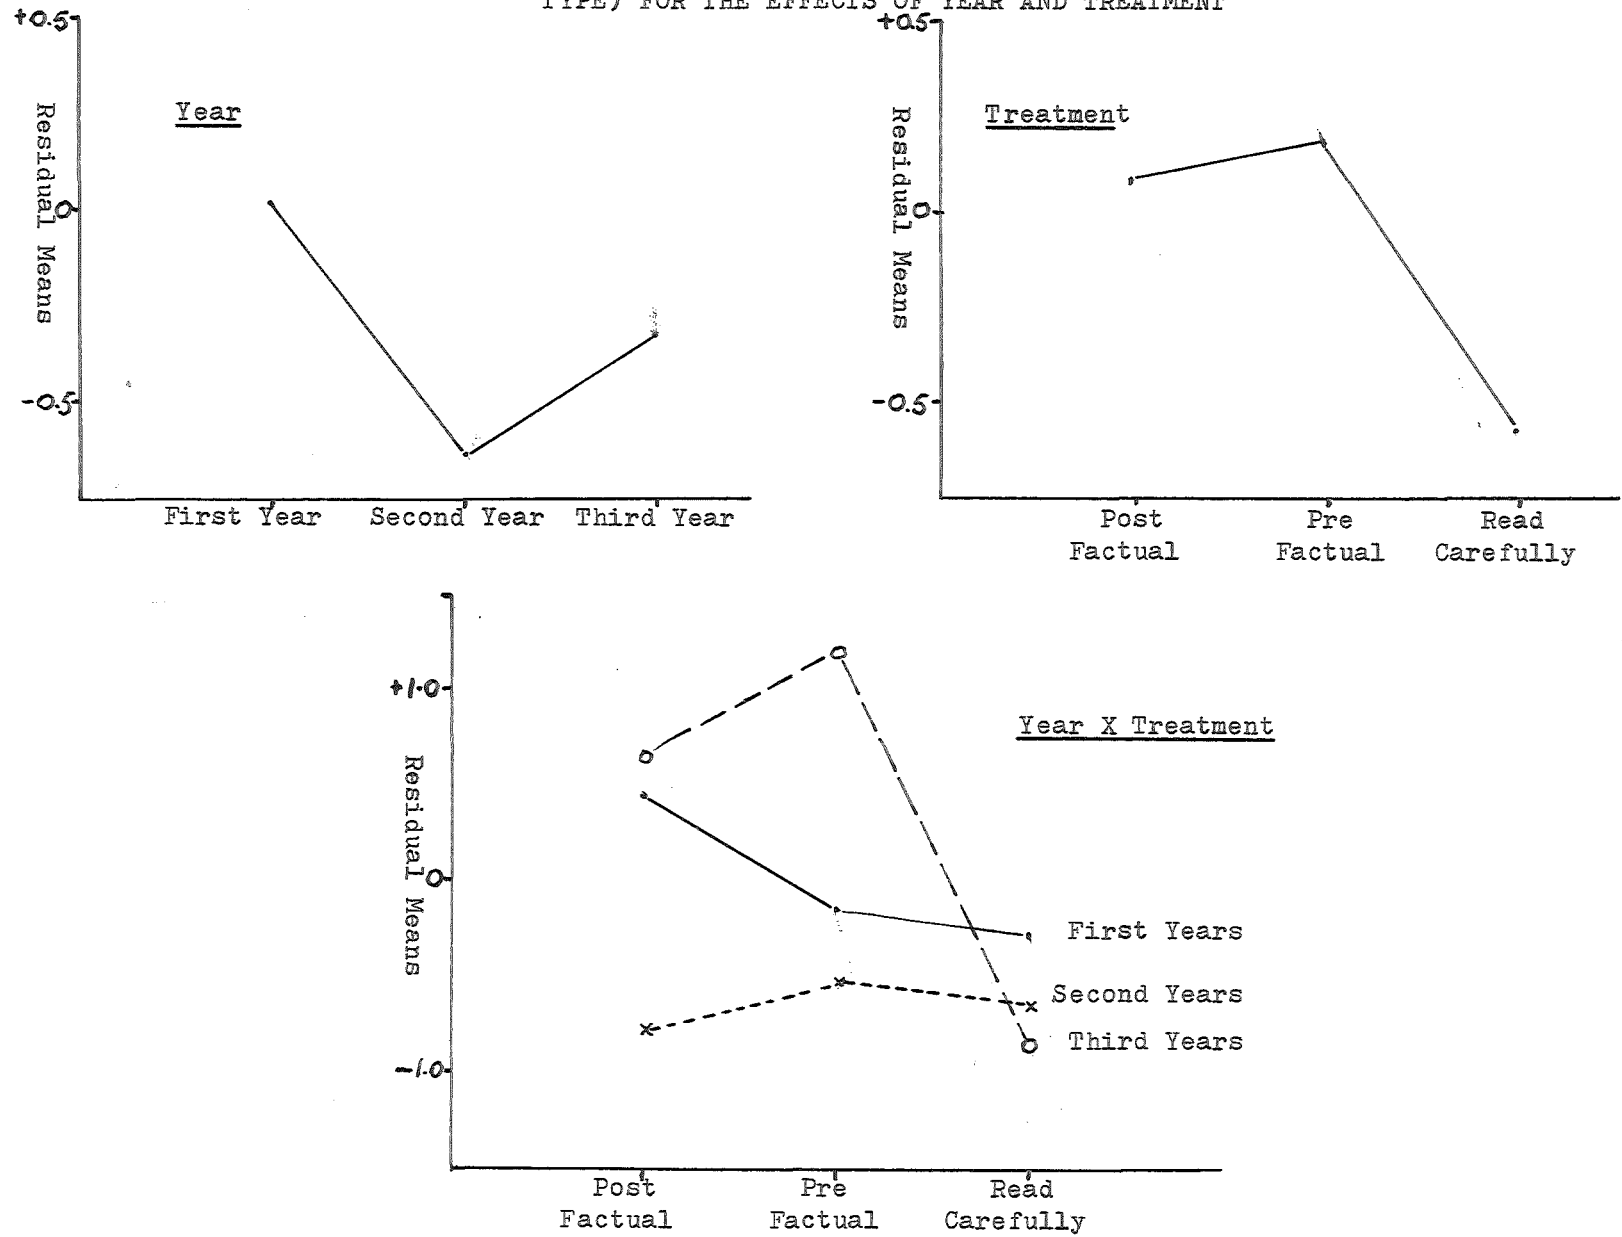 TYPE) FOR THE EFFECTS OF YEAR AND TREATMENT
+0.5
Year
Residual Means
0
-0.5
First Year Second Year Third Year
+0.5
Treatment
Residual Means
0
-0.5
Post Pre Read
Factual Factual Carefully
+1.0
Year X Treatment
Residual Means
0
First Years
Second Years
Third Years
-1.0
Post Pre Read
Factual Factual Carefully